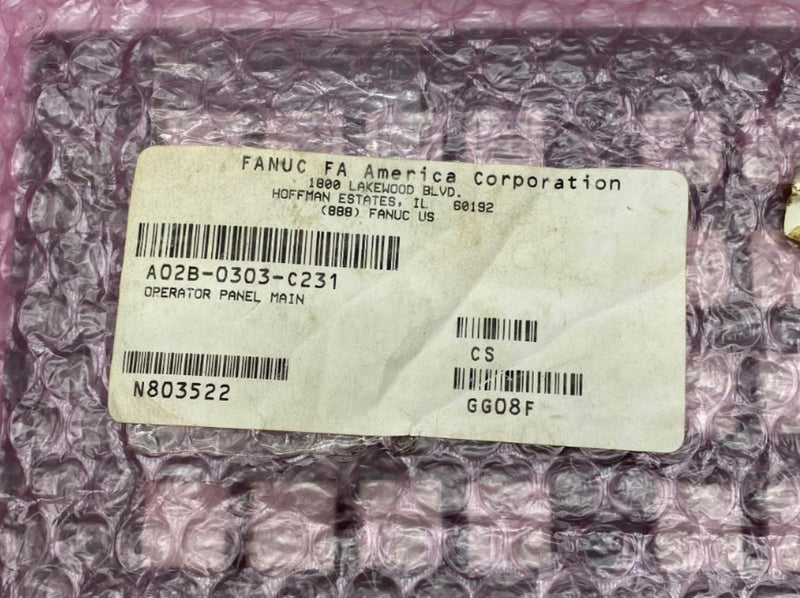 FANUC FA America Corporation
1800 LAKEWOOD BLVD.
HOFFMAN ESTATES, IL 60192
(888) FANUC US
A02B-0303-C231
OPERATOR PANEL MAIN
CS
N803522
GG08F